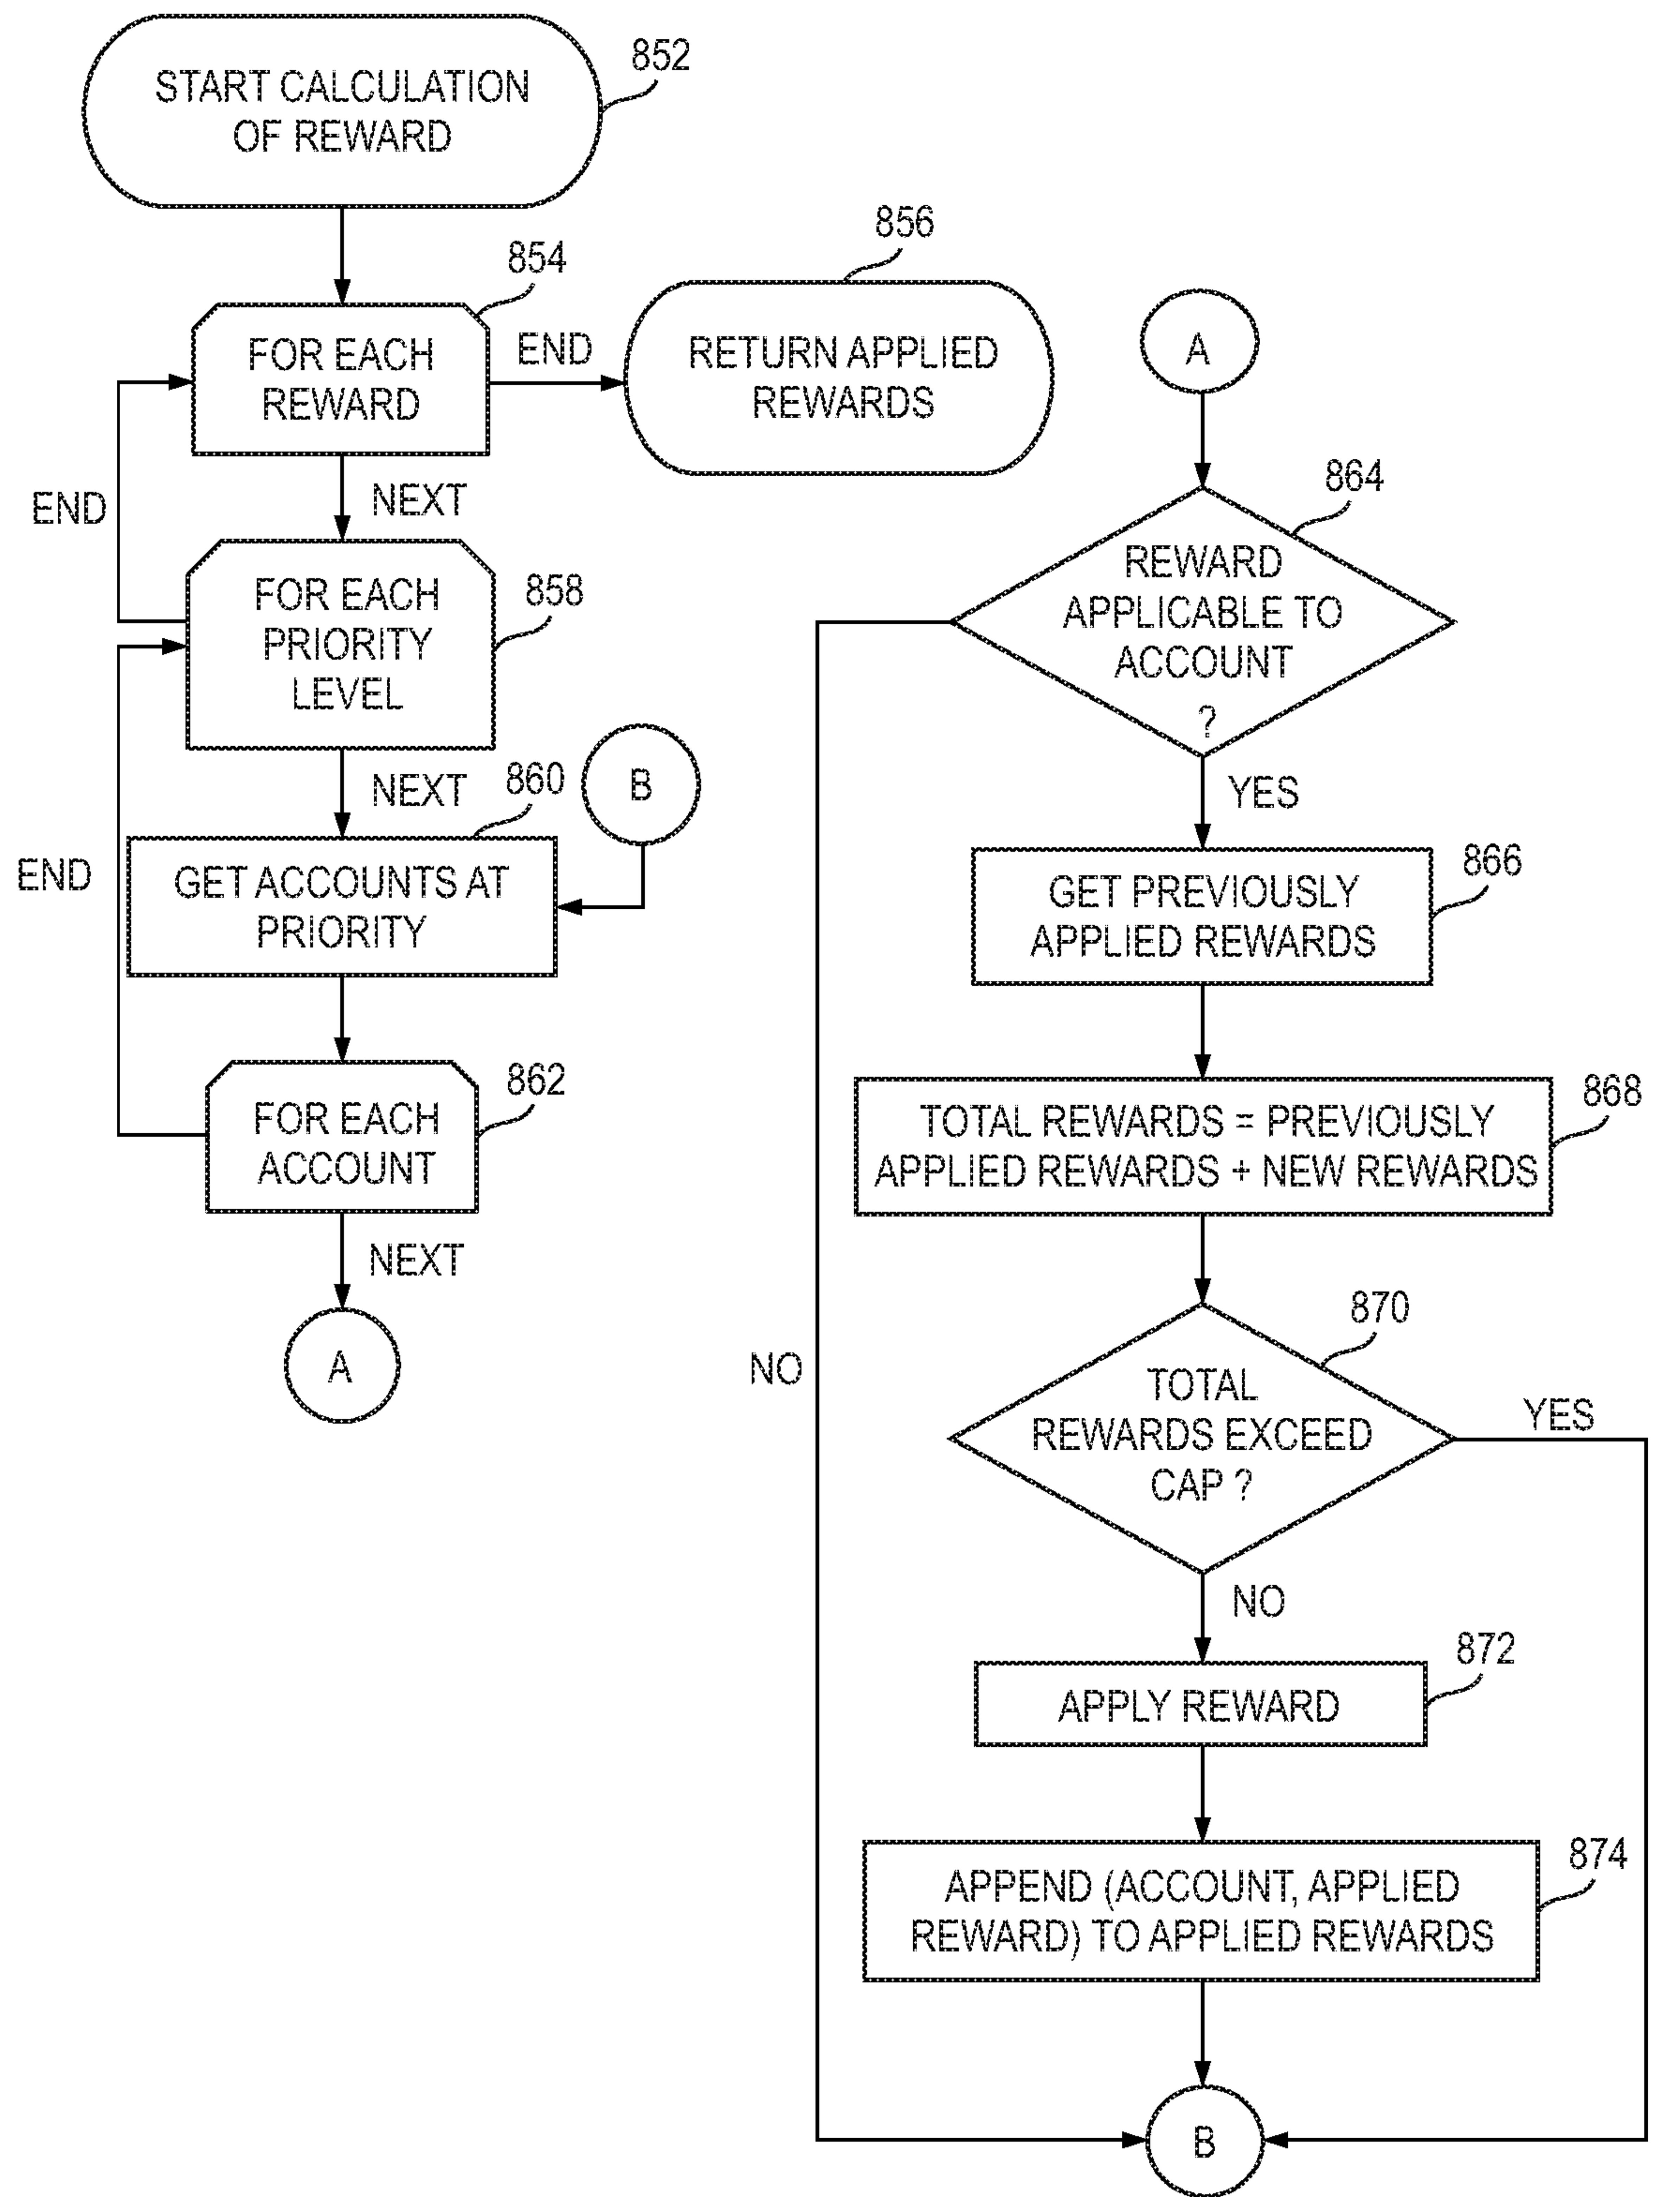 START CALCULATION
OF REWARD
852
854
FOR EACH
REWARD
END
856
RETURN APPLIED
REWARDS
NEXT
END
FOR EACH
PRIORITY
LEVEL
858
NEXT
860
B
GET ACCOUNTS AT
PRIORITY
END
862
FOR EACH
ACCOUNT
NEXT
A
A
864
REWARD
APPLICABLE TO
ACCOUNT
?
YES
866
GET PREVIOUSLY
APPLIED REWARDS
868
TOTAL REWARDS = PREVIOUSLY
APPLIED REWARDS + NEW REWARDS
870
NO
TOTAL
REWARDS EXCEED
CAP ?
YES
NO
872
APPLY REWARD
874
APPEND (ACCOUNT, APPLIED
REWARD) TO APPLIED REWARDS
B